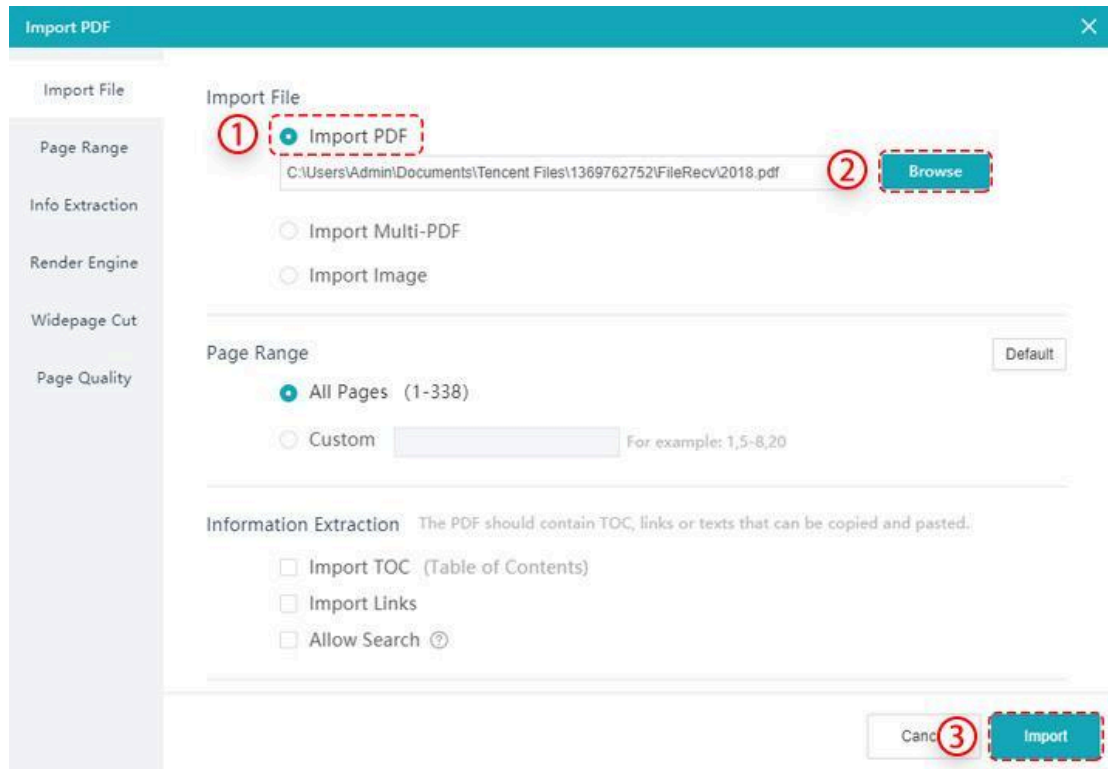 Import PDF
Import File
Page Range
Info Extraction
Render Engine
Widepage Cut
Page Quality
Import File
1 Import PDF
C:\Users\Admin\Documents\Tencent Files\1369762752\FileRecv\2018.pdf 2 Browse
Import Multi-PDF
Import Image
Page Range Default
All Pages (1-338)
Custom For example: 1,5-8,20
Information Extraction The PDF should contain TOC, links or texts that can be copied and pasted.
Import TOC (Table of Contents)
Import Links
Allow Search ?
3 Import